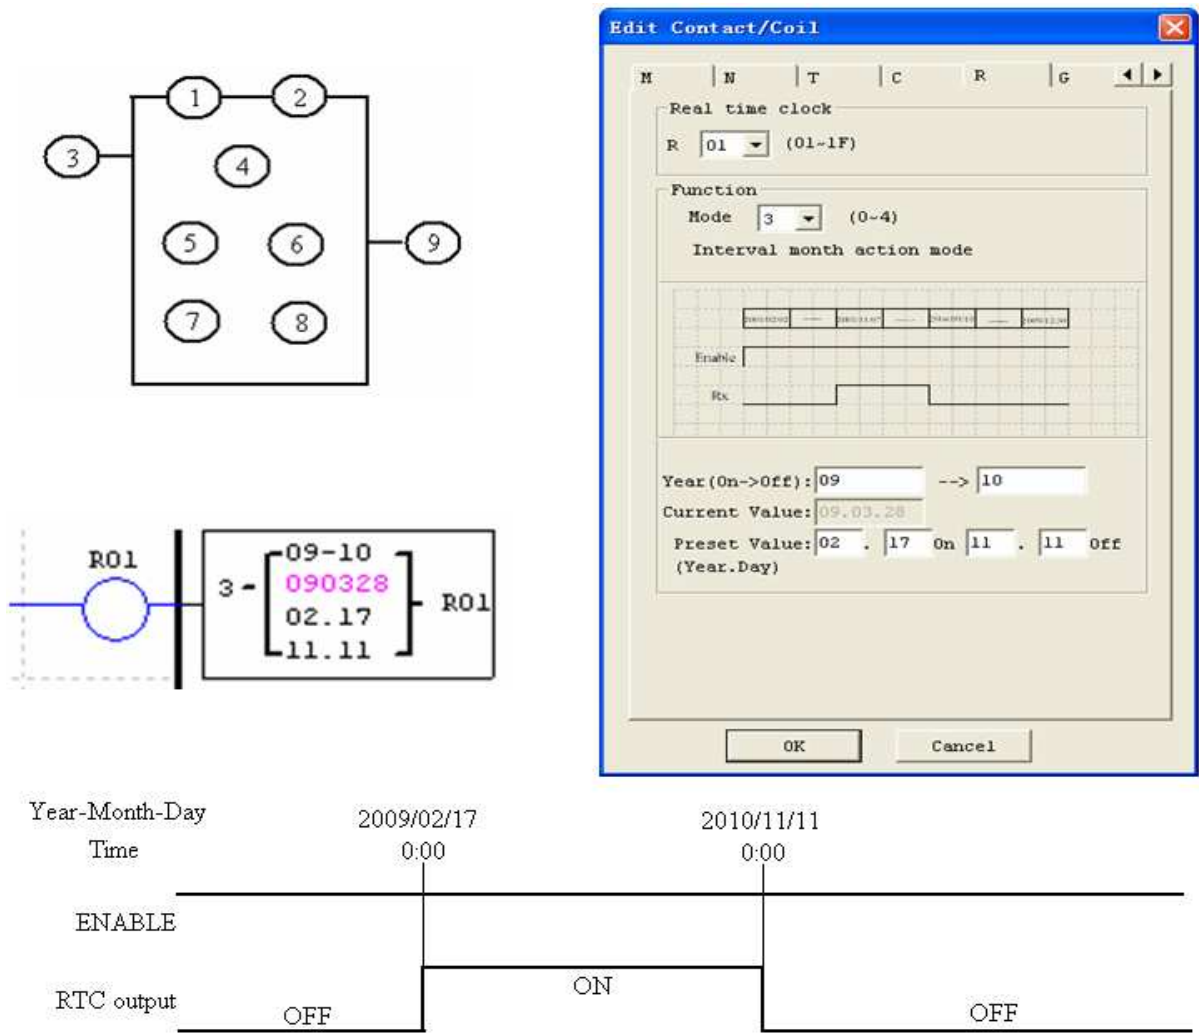 1 2
3
4
5 6
9
7 8
Edit Contact/Coil
M N T C R G
Real time clock
R 01 (01~1F)
Function
Mode 3 (0~4)
Interval month action mode
Enable
Rx
Year(On->Off): 09 --> 10
Current Value: 09.03.28
Preset Value: 02 . 17 On 11 . 11 Off
(Year.Day)
OK Cancel
R01
3 -
09-10
090328
02.17
11.11
R01
Year-Month-Day
Time
2009/02/17
0:00
2010/11/11
0:00
ENABLE
RTC output
OFF
ON
OFF